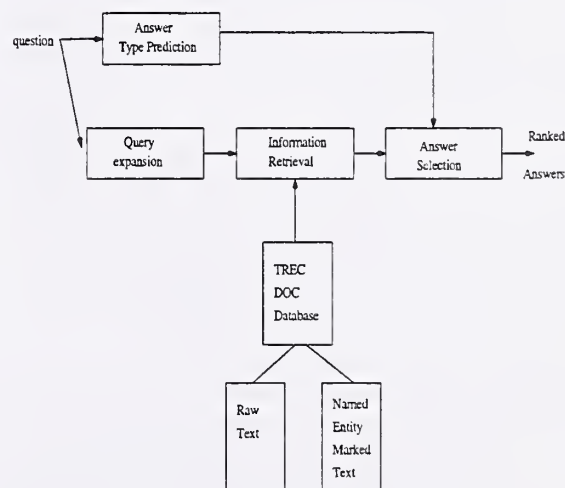 question
Answer
Type Prediction
Query
expansion
Information
Retrieval
Answer
Selection
Ranked
Answers
TREC
DOC
Database
Raw
Text
Named
Entity
Marked
Text